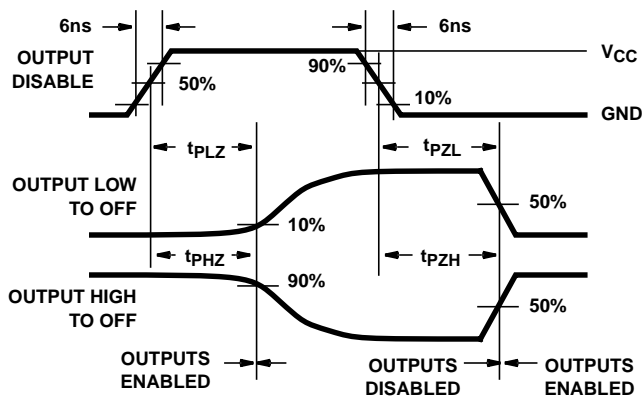 6ns
6ns
OUTPUT
DISABLE
90%
50%
10%
VCC
GND
tPLZ
tPZL
OUTPUT LOW
TO OFF
10%
50%
tPHZ
tPZH
OUTPUT HIGH
TO OFF
90%
50%
OUTPUTS
ENABLED
OUTPUTS
DISABLED
OUTPUTS
ENABLED